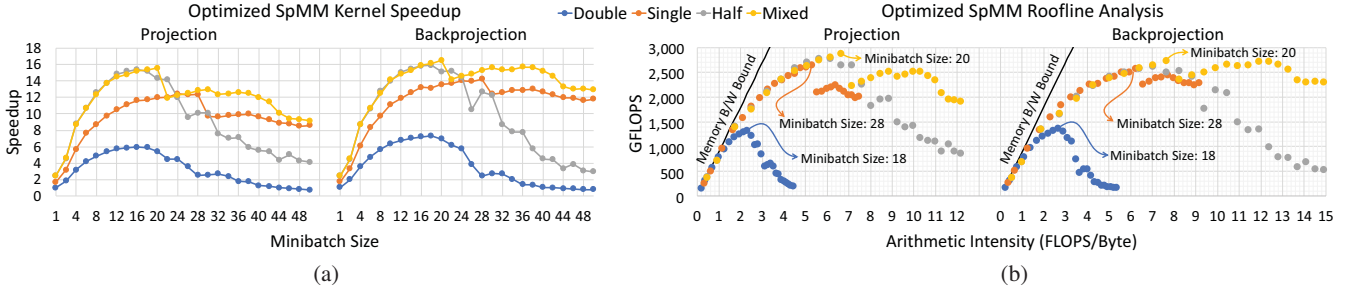 Optimized SpMM Kernel Speedup
Double Single Half Mixed
Optimized SpMM Roofline Analysis
Projection
Backprojection
Speedup
18
16
14
12
10
8
6
4
2
0
1 4 8 12 16 20 24 28 32 36 40 44 48
1 4 8 12 16 20 24 28 32 36 40 44 48
Minibatch Size
(a)
Projection
Backprojection
GFLOPS
3,000
2,500
2,000
1,500
1,000
500
0
Memory B/W Bound
Minibatch Size: 20
Minibatch Size: 28
Minibatch Size: 18
0 1 2 3 4 5 6 7 8 9 10 11 12
Memory B/W Bound
Minibatch Size: 20
Minibatch Size: 28
Minibatch Size: 18
0 1 2 3 4 5 6 7 8 9 10 11 12 13 14 15
Arithmetic Intensity (FLOPS/Byte)
(b)